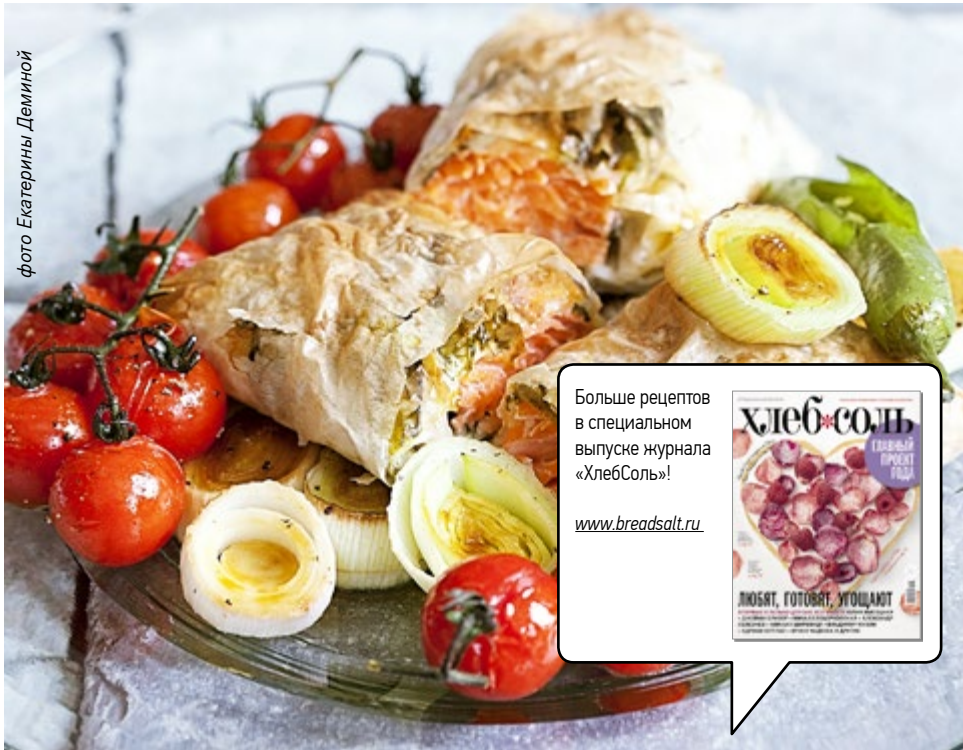 фото Екатерины Деминой
Больше рецептов
в специальном
выпуске журнала
«ХлебСоль»!
www.breadsalt.ru
хлеб*соль
ГЛАВНЫЙ
ПРОЕКТ
ГОДА
ЛЮБЯТ, ГОТОВЯТ, УГОЩАЮТ